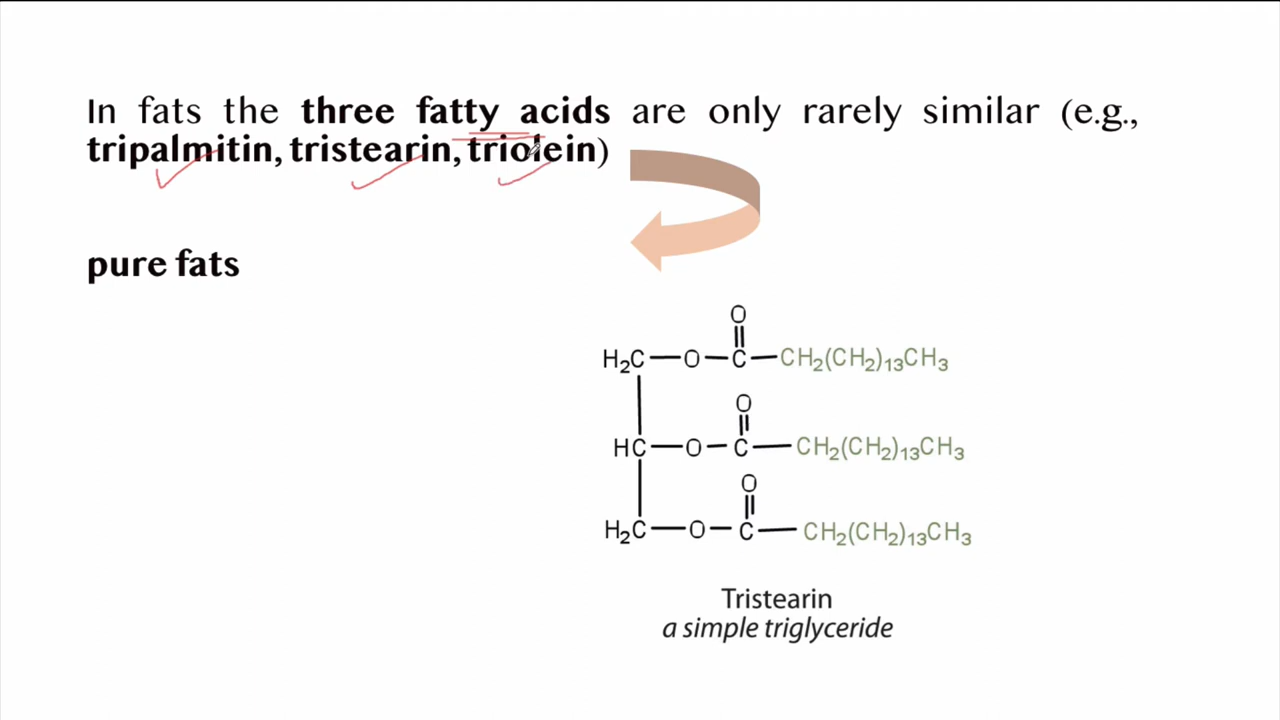 In fats the three fatty acids are only rarely similar (e.g.,
tripalmitin, tristearin, triolein)
pure fats
O
H₂C—O—C—CH₂(CH₂)₁₃CH₃
O
HC—O—C—CH₂(CH₂)₁₃CH₃
O
H₂C—O—C—CH₂(CH₂)₁₃CH₃
Tristearin
a simple triglyceride